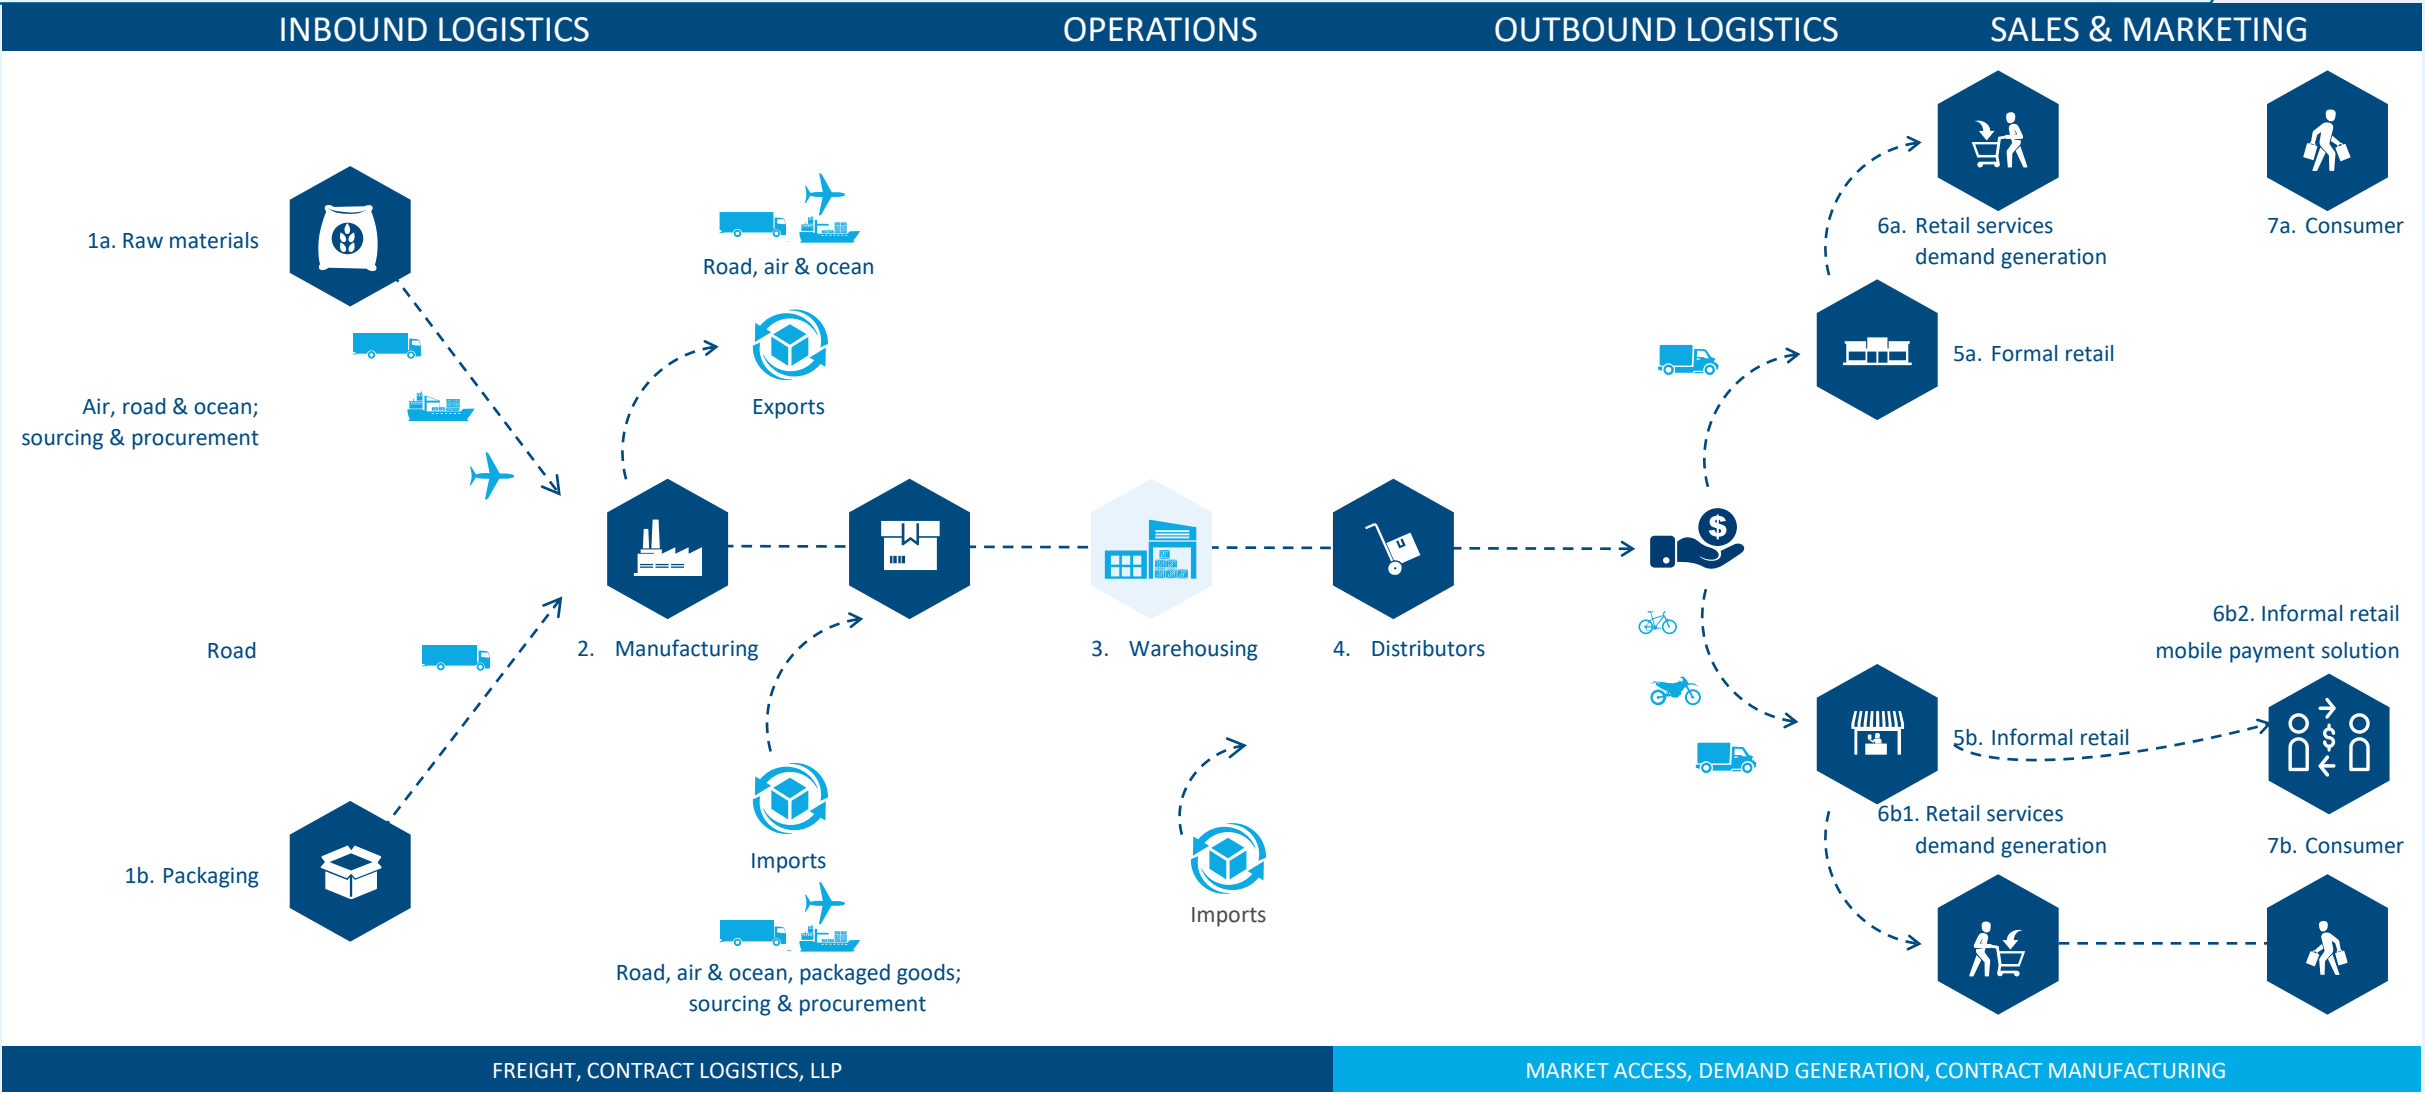 INBOUND LOGISTICS
OPERATIONS
OUTBOUND LOGISTICS
SALES & MARKETING
1a. Raw materials
Air, road & ocean;
sourcing & procurement
Road
1b. Packaging
Road, air & ocean
Exports
2. Manufacturing
Imports
Road, air & ocean, packaged goods;
sourcing & procurement
3. Warehousing
Imports
4. Distributors
$
6a. Retail services
demand generation
7a. Consumer
5a. Formal retail
6b2. Informal retail
mobile payment solution
$
5b. Informal retail
6b1. Retail services
demand generation
7b. Consumer
FREIGHT, CONTRACT LOGISTICS, LLP
MARKET ACCESS, DEMAND GENERATION, CONTRACT MANUFACTURING